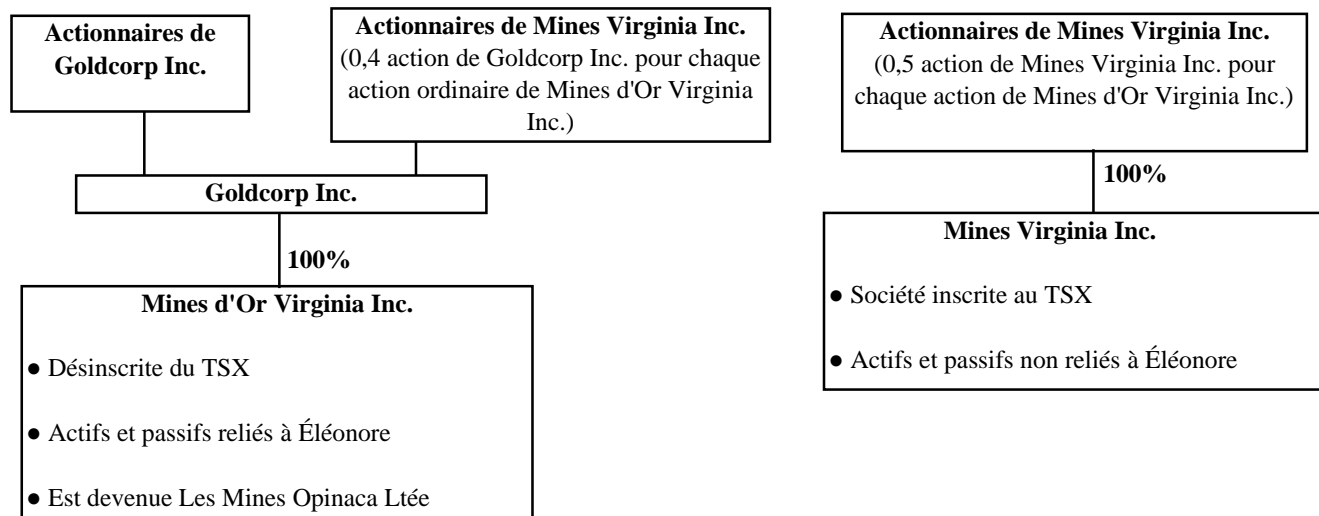 Actionnaires de
Goldcorp Inc.
Actionnaires de Mines Virginia Inc.
(0,4 action de Goldcorp Inc. pour chaque
action ordinaire de Mines d'Or Virginia
Inc.)
Goldcorp Inc.
100%
Mines d'Or Virginia Inc.
● Désinscrite du TSX
● Actifs et passifs reliés à Éléonore
● Est devenue Les Mines Opinaca Ltée
Actionnaires de Mines Virginia Inc.
(0,5 action de Mines Virginia Inc. pour
chaque action de Mines d'Or Virginia Inc.)
100%
Mines Virginia Inc.
● Société inscrite au TSX
● Actifs et passifs non reliés à Éléonore